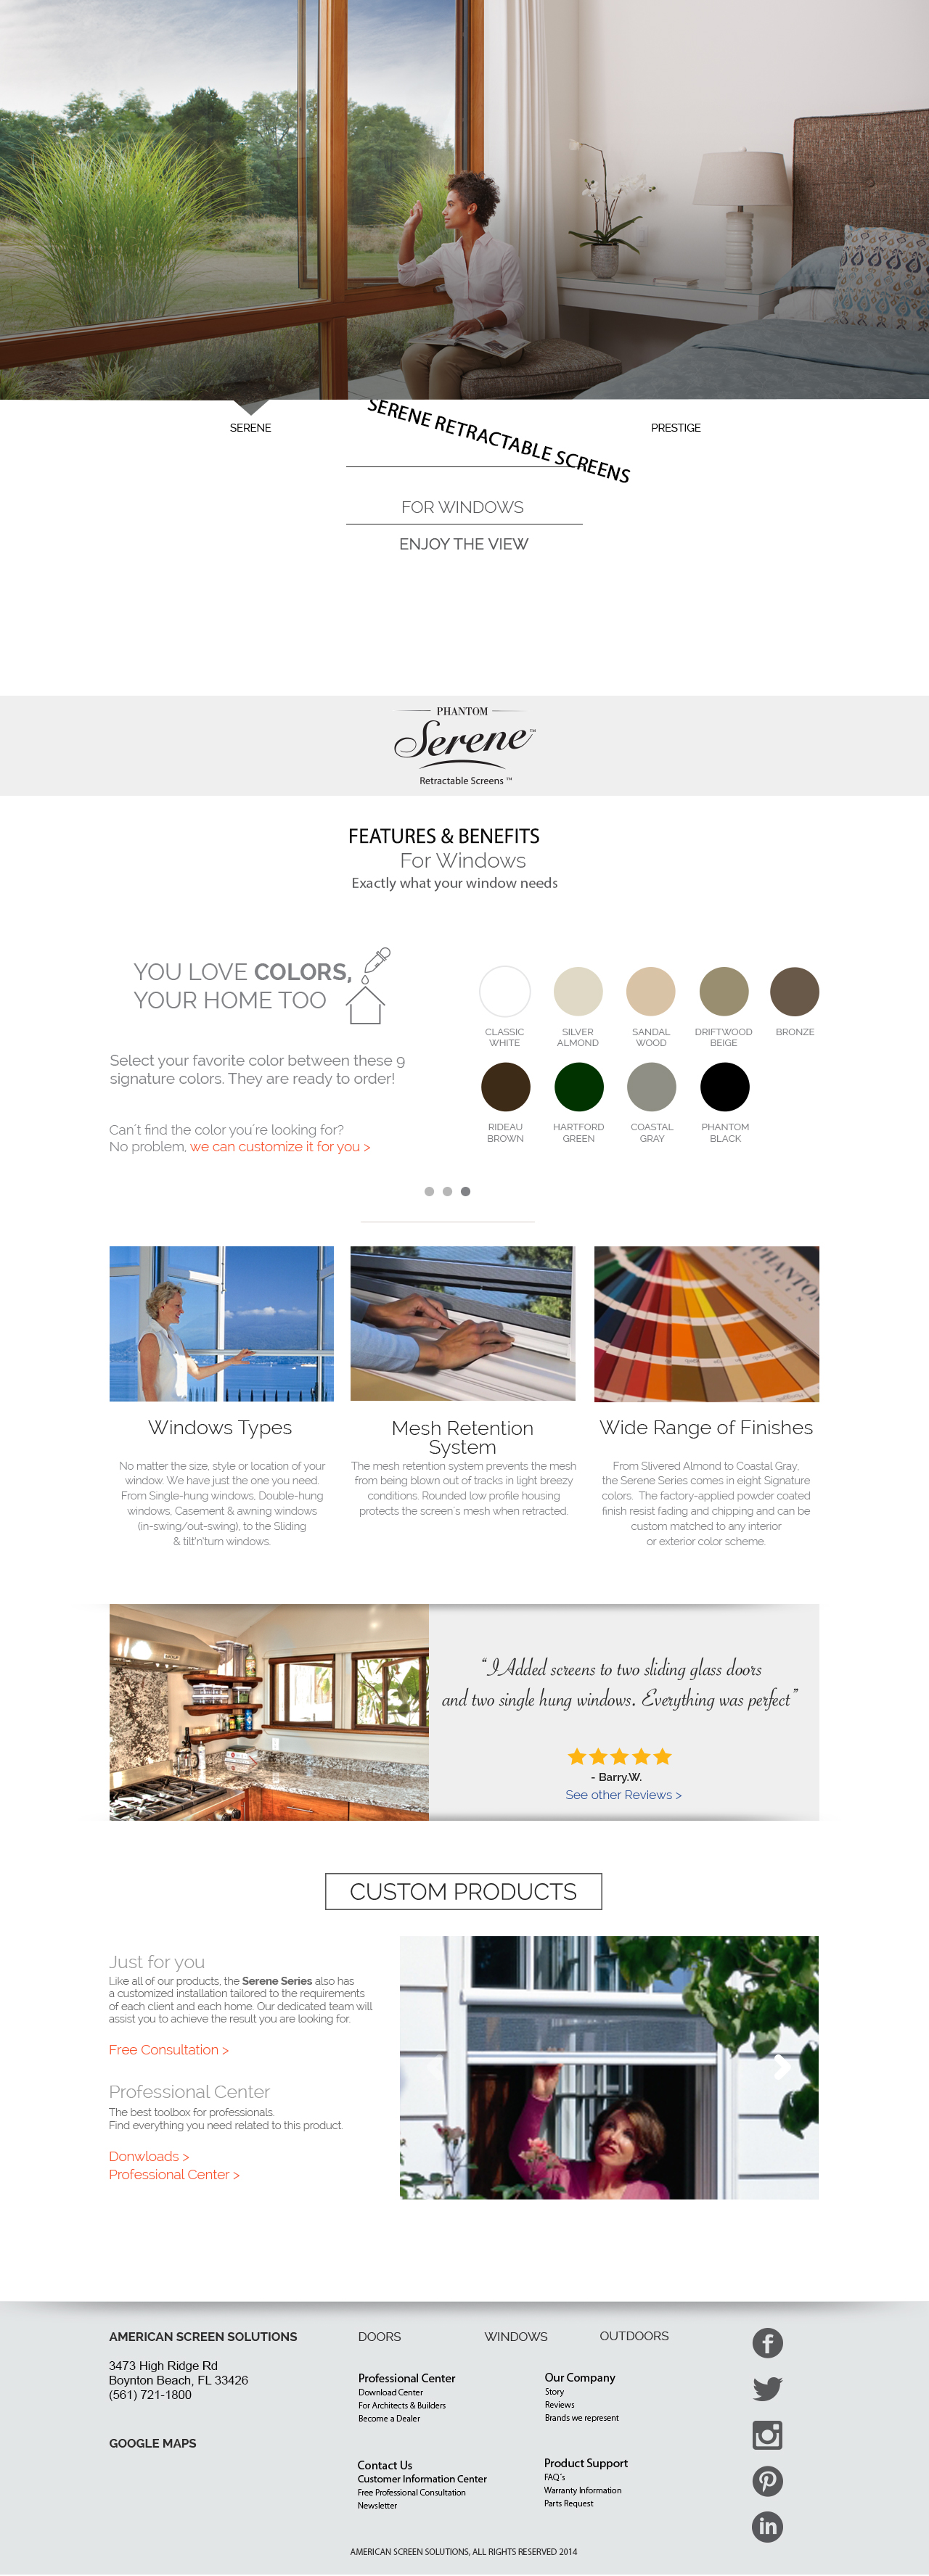 SERENE
SERENE RETRACTABLE SCREENS
PRESTIGE
FOR WINDOWS
ENJOY THE VIEW
PHANTOM
Serene™
Retractable Screens ™
FEATURES & BENEFITS
For Windows
Exactly what your window needs
YOU LOVE COLORS,
YOUR HOME TOO
Select your favorite color between these 9
signature colors. They are ready to order!
Can´t find the color you´re looking for?
No problem, we can customize it for you >
CLASSIC
WHITE
SILVER
ALMOND
SANDAL
WOOD
DRIFTWOOD
BEIGE
BRONZE
RIDEAU
BROWN
HARTFORD
GREEN
COASTAL
GRAY
PHANTOM
BLACK
PHANTOM
Windows Types
No matter the size, style or location of your
window. We have just the one you need.
From Single-hung windows, Double-hung
windows, Casement & awning windows
(in-swing/out-swing), to the Sliding
& tilt'n'turn windows.
Mesh Retention
System
The mesh retention system prevents the mesh
from being blown out of tracks in light breezy
conditions. Rounded low profile housing
protects the screen´s mesh when retracted.
Wide Range of Finishes
From Slivered Almond to Coastal Gray,
the Serene Series comes in eight Signature
colors. The factory-applied powder coated
finish resist fading and chipping and can be
custom matched to any interior
or exterior color scheme.
“I Added screens to two sliding glass doors
and two single hung windows. Everything was perfect”
- Barry.W.
See other Reviews >
CUSTOM PRODUCTS
Just for you
Like all of our products, the Serene Series also has
a customized installation tailored to the requirements
of each client and each home. Our dedicated team will
assist you to achieve the result you are looking for.
Free Consultation >
Professional Center
The best toolbox for professionals.
Find everything you need related to this product.
Donwloads >
Professional Center >
AMERICAN SCREEN SOLUTIONS
3473 High Ridge Rd
Boynton Beach, FL 33426
(561) 721-1800
GOOGLE MAPS
DOORS
WINDOWS
OUTDOORS
Professional Center
Download Center
For Architects & Builders
Become a Dealer
Our Company
Story
Reviews
Brands we represent
Contact Us
Customer Information Center
Free Professional Consultation
Newsletter
Product Support
FAQ´s
Warranty Information
Parts Request
AMERICAN SCREEN SOLUTIONS, ALL RIGHTS RESERVED 2014